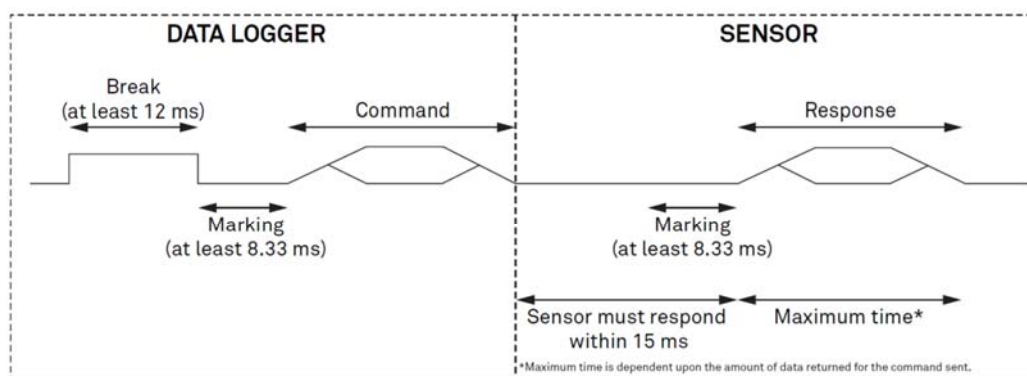 DATA LOGGER
SENSOR
Break
(at least 12 ms)
Command
Response
Marking
(at least 8.33 ms)
Marking
(at least 8.33 ms)
Sensor must respond
within 15 ms
Maximum time*
*Maximum time is dependent upon the amount of data returned for the command sent.